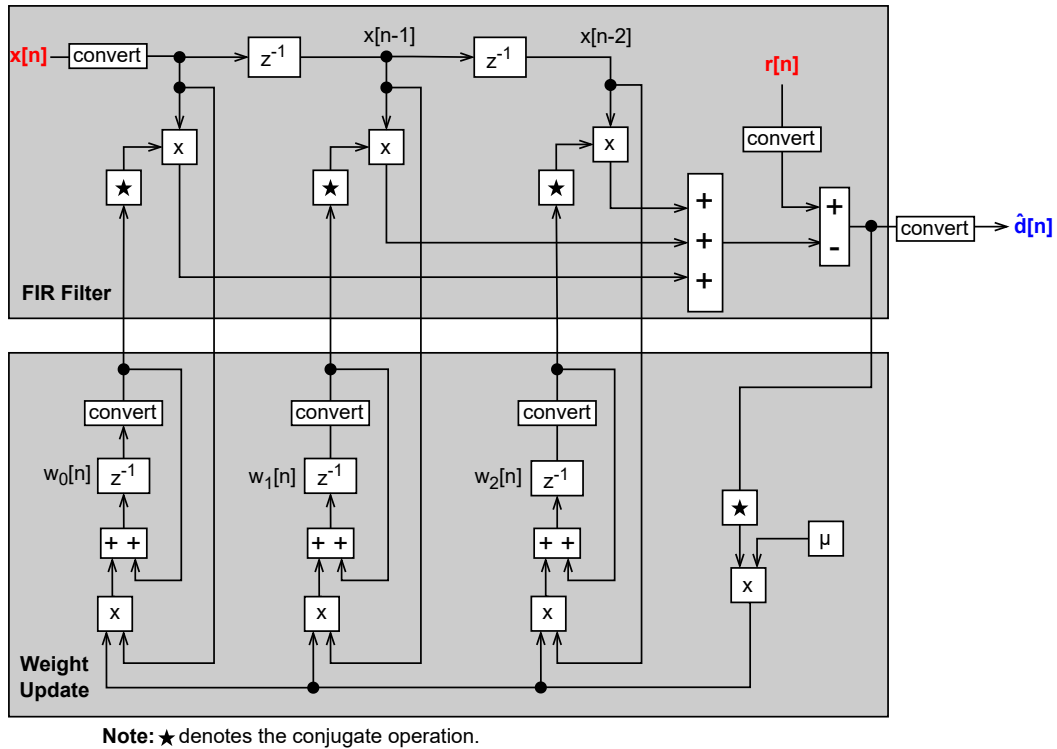 x[n]
convert
z-1
x[n-1]
z-1
x[n-2]
r[n]
convert
x
x
x
★
★
★
+
+
+
+
-
convert
d̂[n]
FIR Filter
convert
convert
convert
w0[n]
z-1
w1[n]
z-1
w2[n]
z-1
★
+ +
+ +
+ +
µ
x
x
x
x
Weight
Update
Note: ★ denotes the conjugate operation.